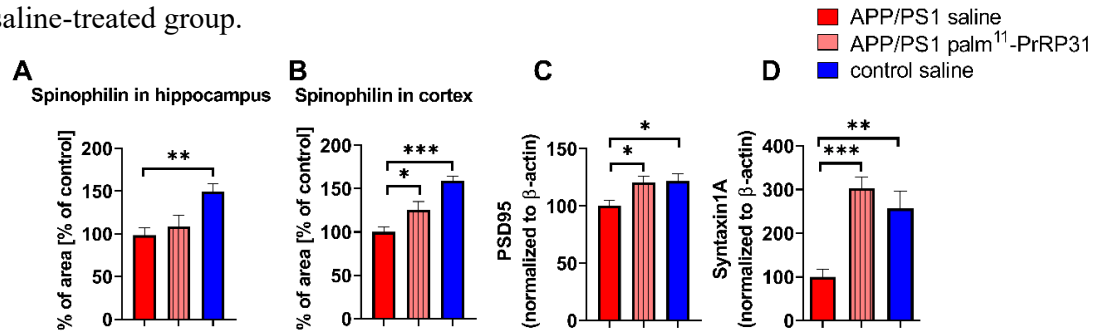 saline-treated group.
APP/PS1 saline
APP/PS1 palm¹¹-PrRP31
control saline
A
Spinophilin in hippocampus
% of area [% of control]
200
150
100
50
0
**
B
Spinophilin in cortex
% of area [% of control]
200
150
100
50
0
***
*
C
PSD95
(normalized to β-actin)
150
100
50
0
*
*
D
Syntaxin1A
(normalized to β-actin)
400
300
200
100
0
**
***